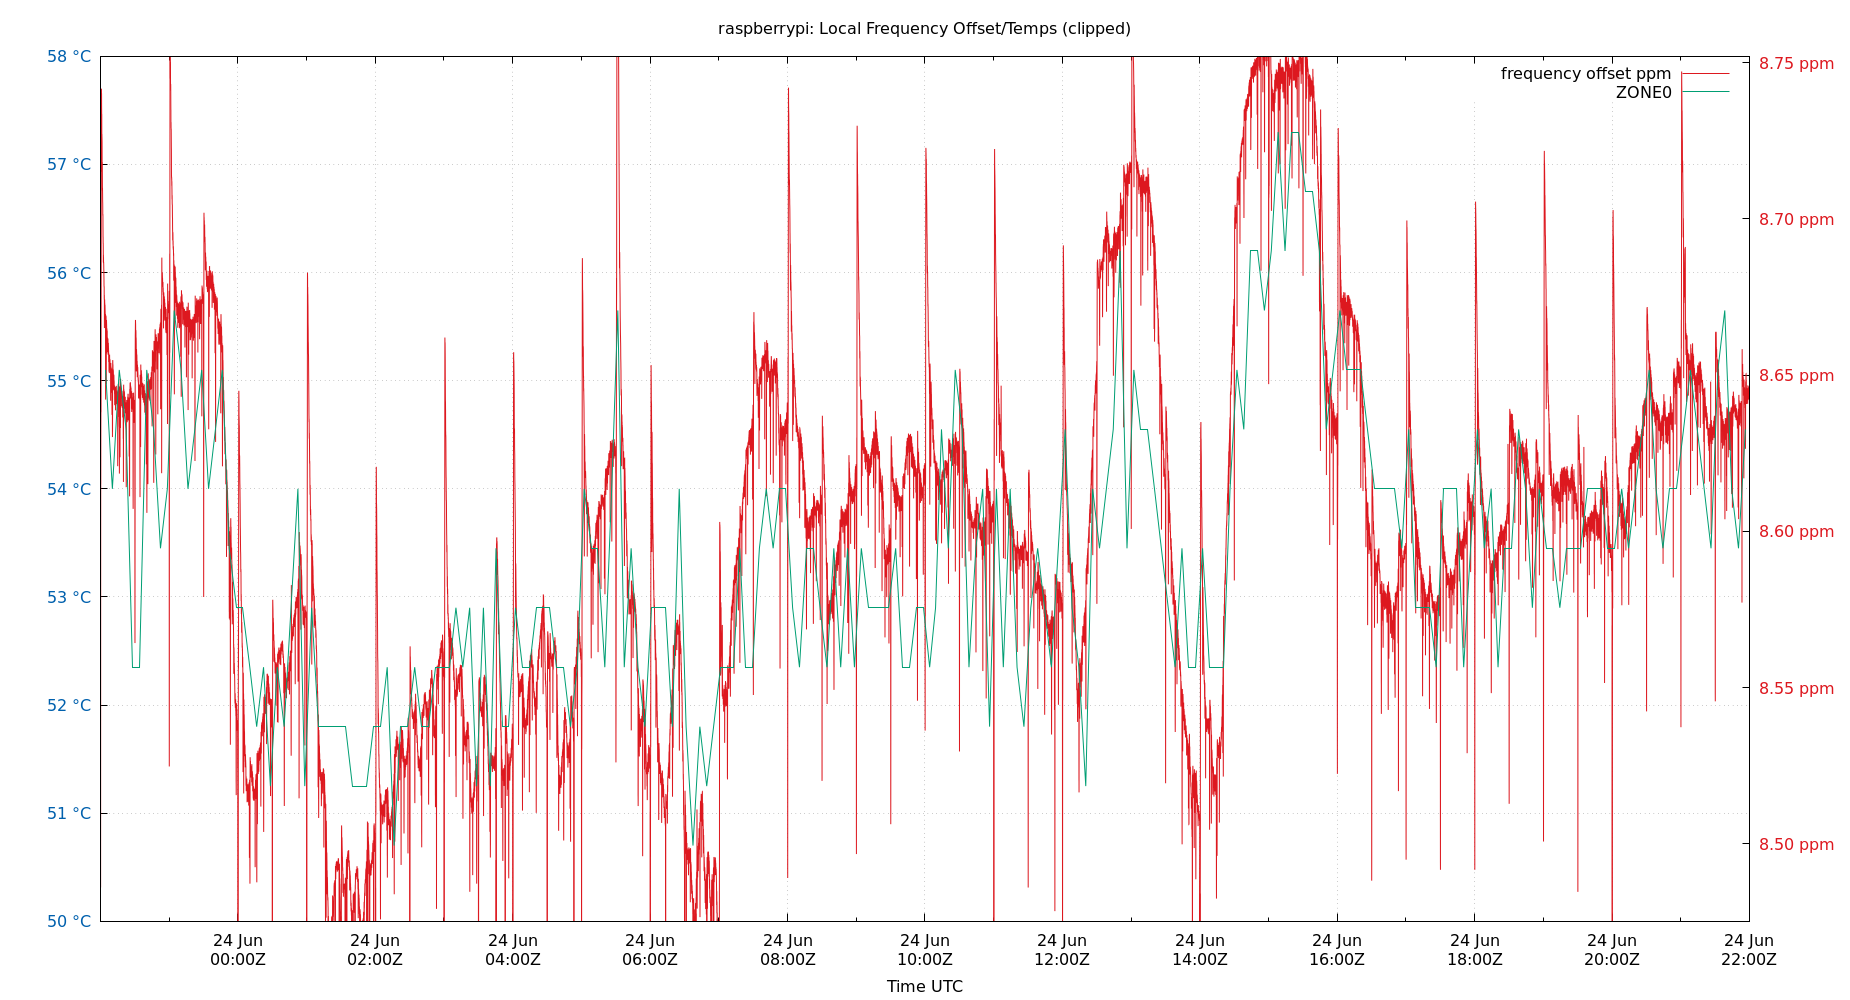 raspberrypi: Local Frequency Offset/Temps (clipped)
58 °C
57 °C
56 °C
55 °C
54 °C
53 °C
52 °C
51 °C
50 °C
8.75 ppm
8.70 ppm
8.65 ppm
8.60 ppm
8.55 ppm
8.50 ppm
frequency offset ppm
ZONE0
24 Jun
00:00Z
24 Jun
02:00Z
24 Jun
04:00Z
24 Jun
06:00Z
24 Jun
08:00Z
24 Jun
10:00Z
24 Jun
12:00Z
24 Jun
14:00Z
24 Jun
16:00Z
24 Jun
18:00Z
24 Jun
20:00Z
24 Jun
22:00Z
Time UTC